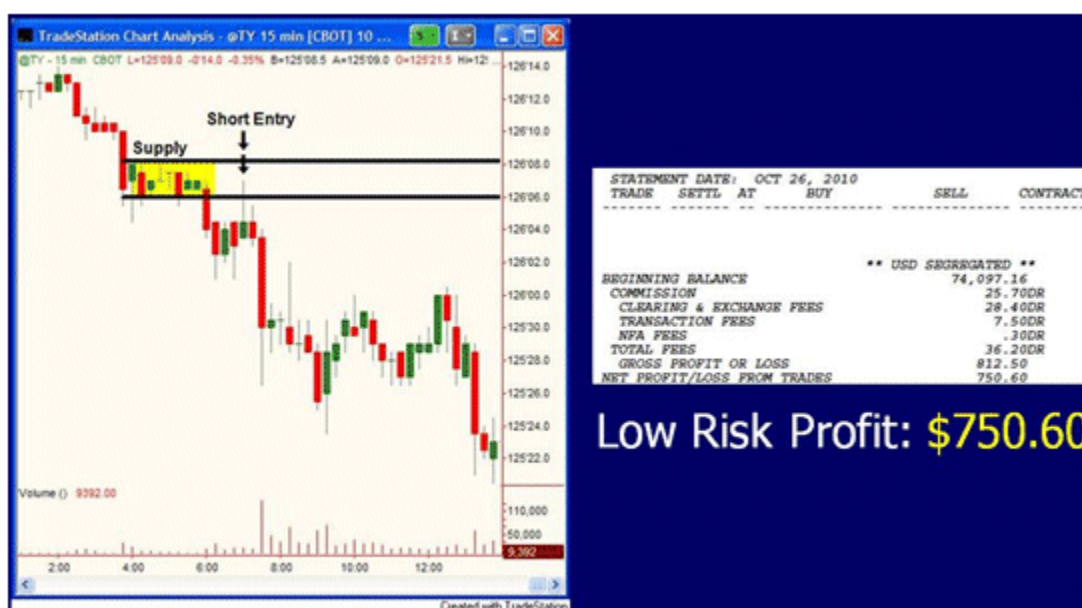 TradeStation Chart Analysis - @TY 15 min [CBOT] 10 ...
@TY - 15 min CBOT L=125'09.0 -0'14.0 -0.35% B=125'08.5 A=125'09.0 O=125'21.5 Hi=12! ...
126'14.0
126'12.0
Short Entry
126'10.0
Supply
126'08.0
126'06.0
126'04.0
126'02.0
126'00.0
125'30.0
125'28.0
125'26.0
125'24.0
125'22.0
Volume () 9392.00
110,000
50,000
9,392
2:00 4:00 6:00 8:00 10:00 12:00
Created with TradeStation
STATEMENT DATE: OCT 26, 2010
TRADE SETTL AT BUY SELL CONTRACT
** USD SEGREGATED **
BEGINNING BALANCE 74,097.16
COMMISSION 25.70DR
CLEARING & EXCHANGE FEES 28.40DR
TRANSACTION FEES 7.50DR
NFA FEES .30DR
TOTAL FEES 36.20DR
GROSS PROFIT OR LOSS 812.50
NET PROFIT/LOSS FROM TRADES 750.60
Low Risk Profit: $750.60